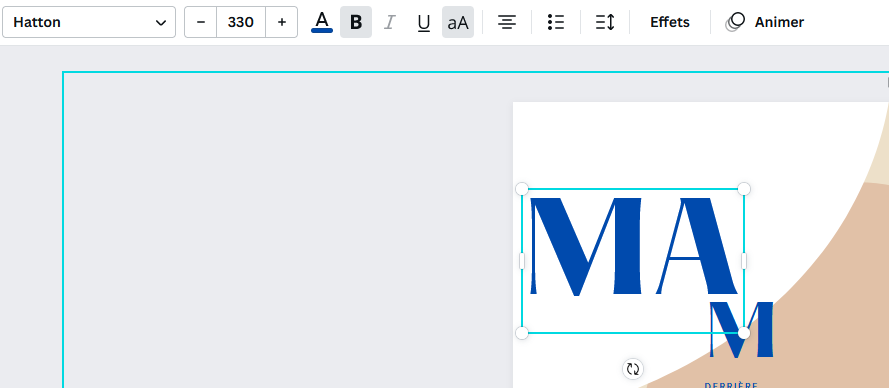 Hatton − 330 + A B I U aA Effets Animer
MA
M
DERRIÈRE